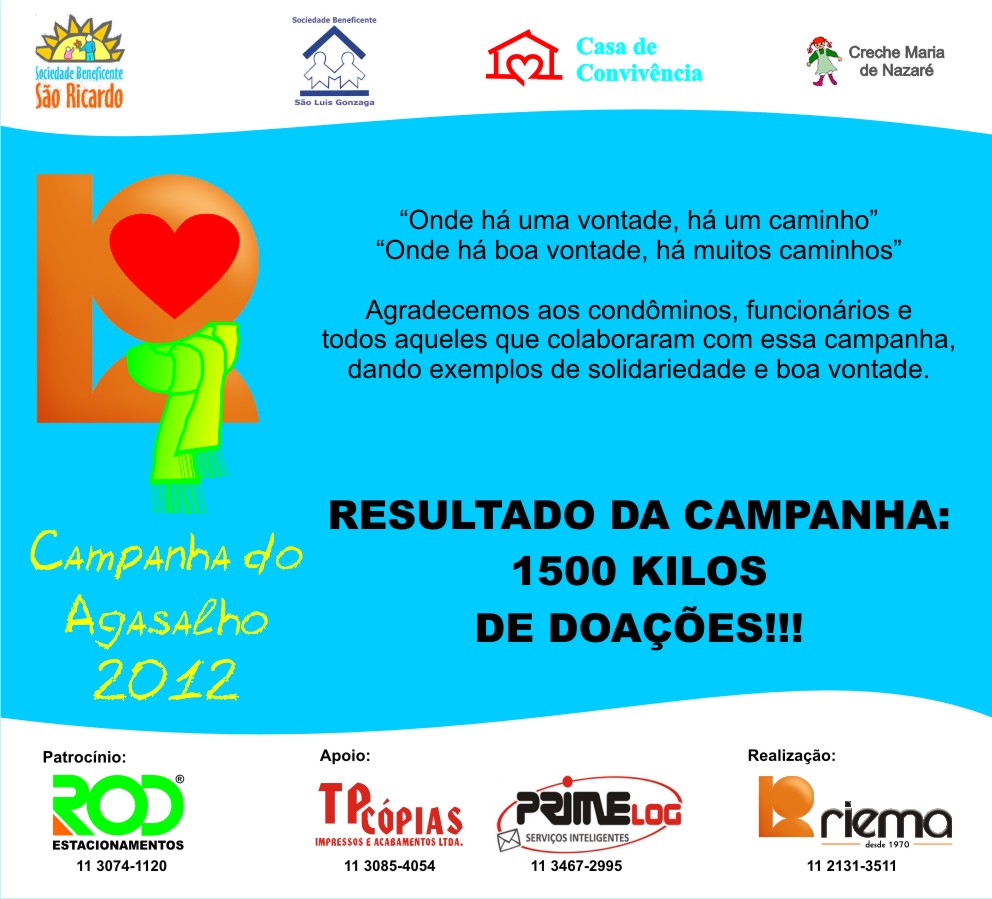 Sociedade Beneficente
São Ricardo
Sociedade Beneficente
São Luis Gonzaga
Casa de
Convivência
Creche Maria
de Nazaré
“Onde há uma vontade, há um caminho”
“Onde há boa vontade, há muitos caminhos”
Agradecemos aos condôminos, funcionários e
todos aqueles que colaboraram com essa campanha,
dando exemplos de solidariedade e boa vontade.
RESULTADO DA CAMPANHA:
1500 KILOS
DE DOAÇÕES!!!
Campanha do
Agasalho
2012
Patrocínio:
ROD®
ESTACIONAMENTOS
11 3074-1120
Apoio:
TP CÓPIAS
IMPRESSOS E ACABAMENTOS LTDA.
11 3085-4054
PRIMELOG
SERVIÇOS INTELIGENTES
11 3467-2995
Realização:
riema
desde 1970
11 2131-3511